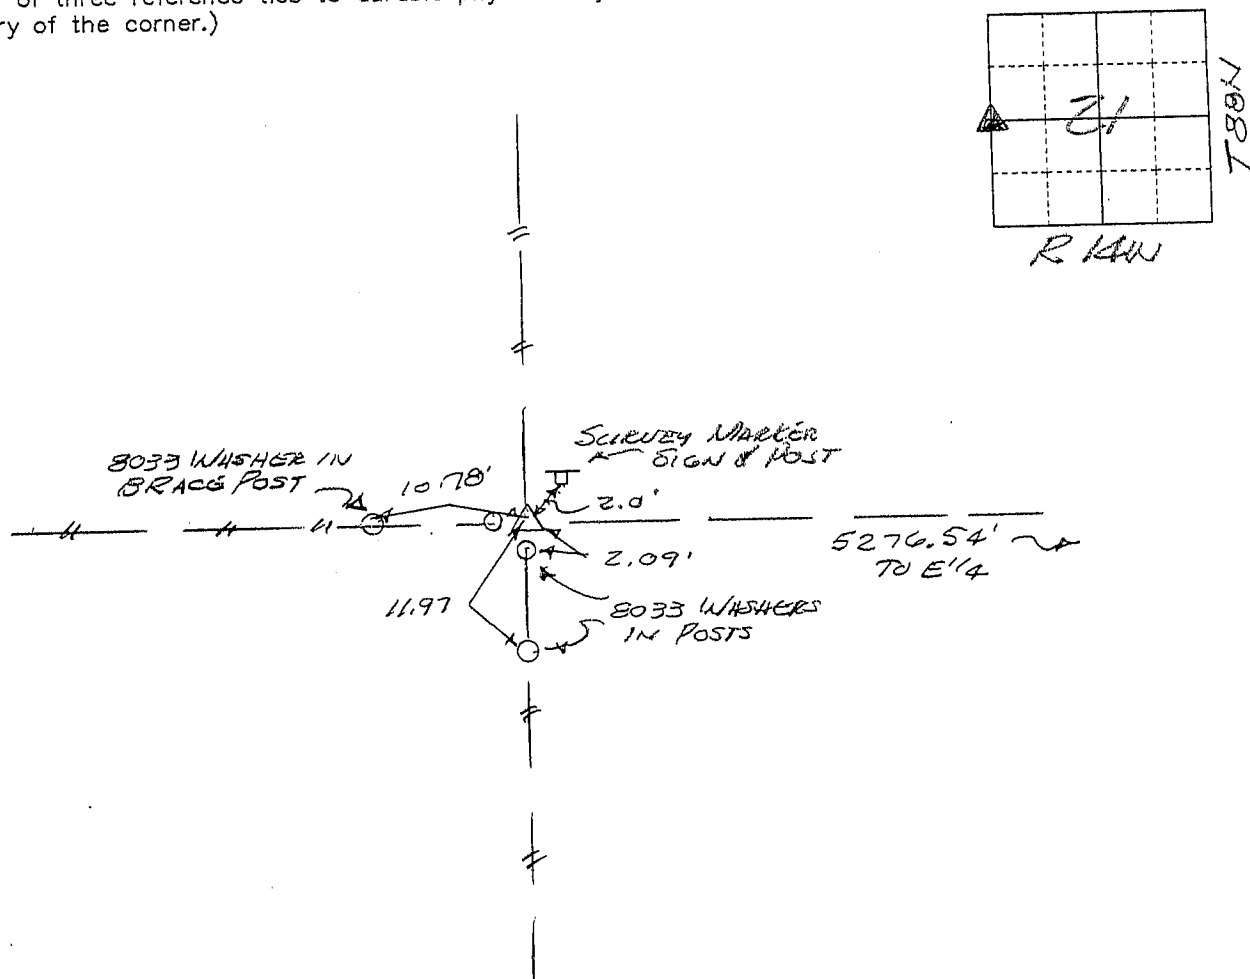 ry of the corner.)
21
T88N
R 14W
SURVEY MARKER
SIGN & POST
8033 WASHER IN
BRACE POST
10.78'
2.0'
5276.54'
TO E 1/4
2.09'
11.97
8033 WASHERS
IN POSTS